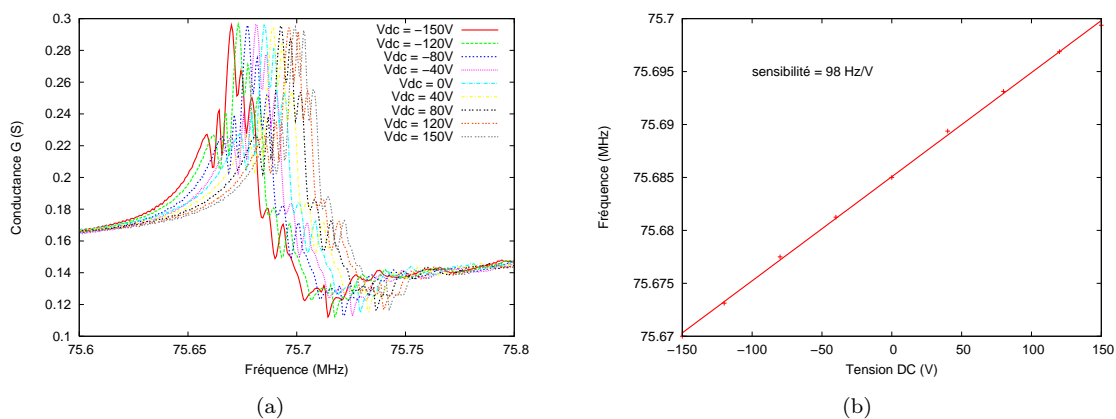 0.3
0.28
0.26
0.24
0.22
0.2
0.18
0.16
0.14
0.12
0.1
Conductance G (S)
75.6
75.65
75.7
75.75
75.8
Fréquence (MHz)
Vdc = −150V
Vdc = −120V
Vdc = −80V
Vdc = −40V
Vdc = 0V
Vdc = 40V
Vdc = 80V
Vdc = 120V
Vdc = 150V
(a)
75.7
75.695
75.69
75.685
75.68
75.675
75.67
Fréquence (MHz)
sensibilité = 98 Hz/V
−150
−100
−50
0
50
100
150
Tension DC (V)
(b)